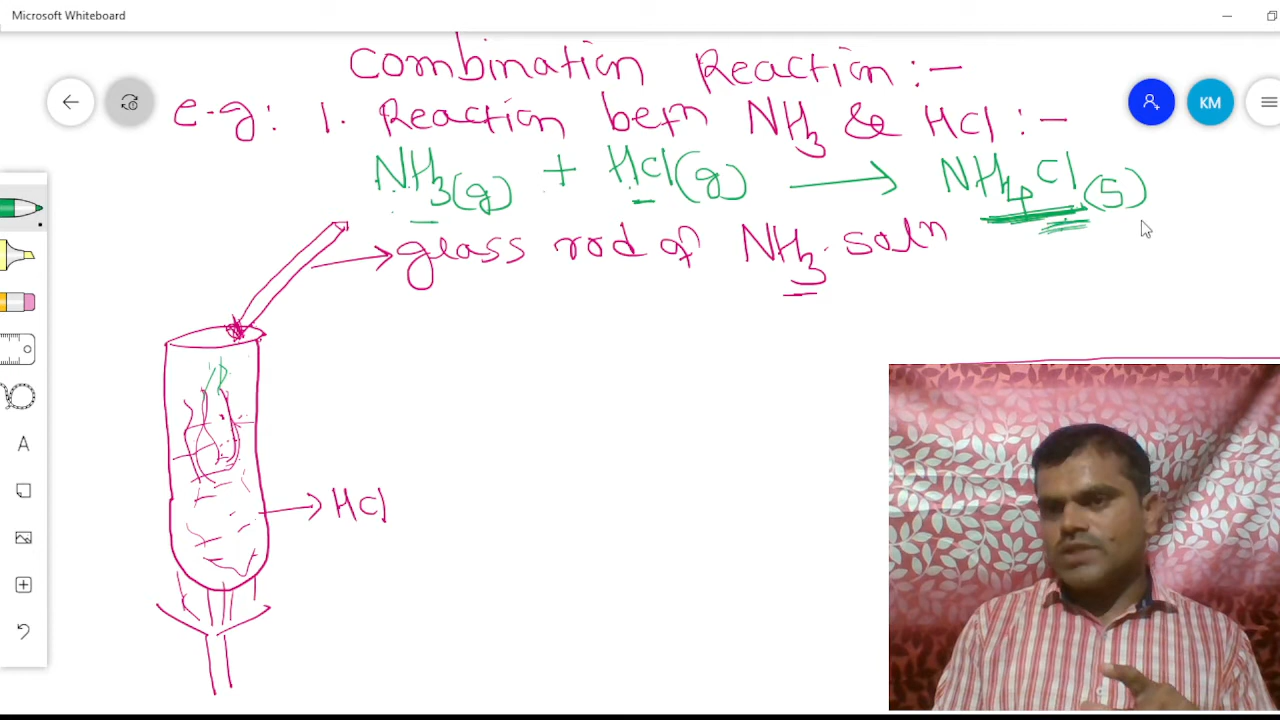 Microsoft Whiteboard
Combination Reaction :-
e-g: 1. Reaction betn NH3 & HCl :-
KM
NH3(g) + HCl(g) → NH4Cl(s)
→ glass rod of NH3 soln
A
→ HCl